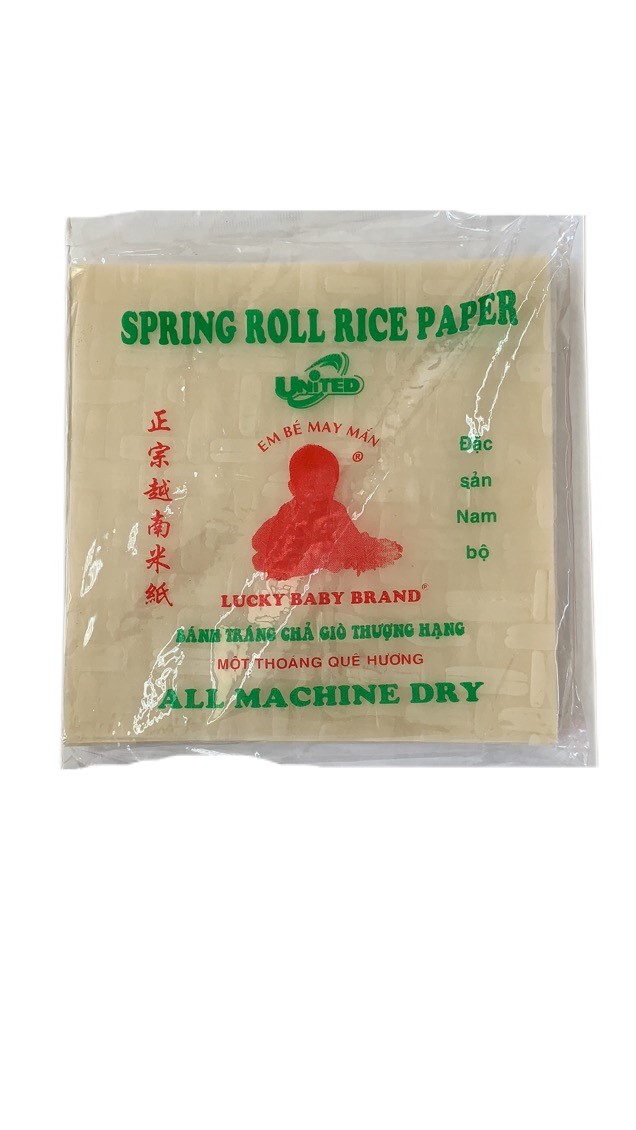 SPRING ROLL RICE PAPER
UNiTED
正宗越南米紙
EM BÉ MAY MẮN
®
Đặc
sản
Nam
bộ
LUCKY BABY BRAND®
BÁNH TRÁNG CHẢ GIÒ THƯỢNG HẠNG
MỘT THOÁNG QUÊ HƯƠNG
ALL MACHINE DRY